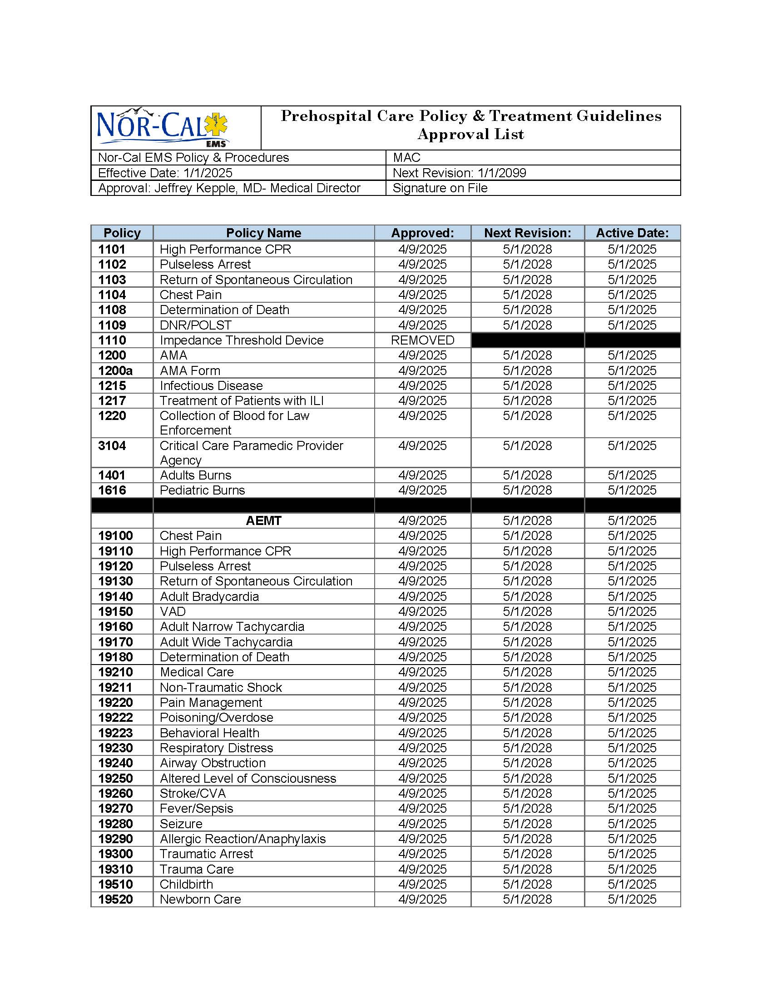 NOR-CAL
EMS
Prehospital Care Policy & Treatment Guidelines
Approval List
Nor-Cal EMS Policy & Procedures MAC
Effective Date: 1/1/2025 Next Revision: 1/1/2099
Approval: Jeffrey Kepple, MD- Medical Director Signature on File
Policy Policy Name Approved: Next Revision: Active Date:
1101 High Performance CPR 4/9/2025 5/1/2028 5/1/2025
1102 Pulseless Arrest 4/9/2025 5/1/2028 5/1/2025
1103 Return of Spontaneous Circulation 4/9/2025 5/1/2028 5/1/2025
1104 Chest Pain 4/9/2025 5/1/2028 5/1/2025
1108 Determination of Death 4/9/2025 5/1/2028 5/1/2025
1109 DNR/POLST 4/9/2025 5/1/2028 5/1/2025
1110 Impedance Threshold Device REMOVED
1200 AMA 4/9/2025 5/1/2028 5/1/2025
1200a AMA Form 4/9/2025 5/1/2028 5/1/2025
1215 Infectious Disease 4/9/2025 5/1/2028 5/1/2025
1217 Treatment of Patients with ILI 4/9/2025 5/1/2028 5/1/2025
1220 Collection of Blood for Law 4/9/2025 5/1/2028 5/1/2025
Enforcement
3104 Critical Care Paramedic Provider 4/9/2025 5/1/2028 5/1/2025
Agency
1401 Adults Burns 4/9/2025 5/1/2028 5/1/2025
1616 Pediatric Burns 4/9/2025 5/1/2028 5/1/2025
AEMT 4/9/2025 5/1/2028 5/1/2025
19100 Chest Pain 4/9/2025 5/1/2028 5/1/2025
19110 High Performance CPR 4/9/2025 5/1/2028 5/1/2025
19120 Pulseless Arrest 4/9/2025 5/1/2028 5/1/2025
19130 Return of Spontaneous Circulation 4/9/2025 5/1/2028 5/1/2025
19140 Adult Bradycardia 4/9/2025 5/1/2028 5/1/2025
19150 VAD 4/9/2025 5/1/2028 5/1/2025
19160 Adult Narrow Tachycardia 4/9/2025 5/1/2028 5/1/2025
19170 Adult Wide Tachycardia 4/9/2025 5/1/2028 5/1/2025
19180 Determination of Death 4/9/2025 5/1/2028 5/1/2025
19210 Medical Care 4/9/2025 5/1/2028 5/1/2025
19211 Non-Traumatic Shock 4/9/2025 5/1/2028 5/1/2025
19220 Pain Management 4/9/2025 5/1/2028 5/1/2025
19222 Poisoning/Overdose 4/9/2025 5/1/2028 5/1/2025
19223 Behavioral Health 4/9/2025 5/1/2028 5/1/2025
19230 Respiratory Distress 4/9/2025 5/1/2028 5/1/2025
19240 Airway Obstruction 4/9/2025 5/1/2028 5/1/2025
19250 Altered Level of Consciousness 4/9/2025 5/1/2028 5/1/2025
19260 Stroke/CVA 4/9/2025 5/1/2028 5/1/2025
19270 Fever/Sepsis 4/9/2025 5/1/2028 5/1/2025
19280 Seizure 4/9/2025 5/1/2028 5/1/2025
19290 Allergic Reaction/Anaphylaxis 4/9/2025 5/1/2028 5/1/2025
19300 Traumatic Arrest 4/9/2025 5/1/2028 5/1/2025
19310 Trauma Care 4/9/2025 5/1/2028 5/1/2025
19510 Childbirth 4/9/2025 5/1/2028 5/1/2025
19520 Newborn Care 4/9/2025 5/1/2028 5/1/2025